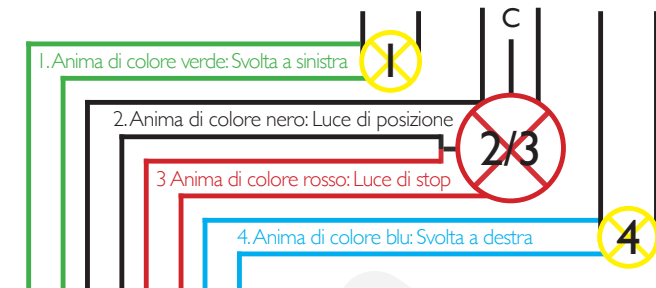 C
1. Anima di colore verde: Svolta a sinistra
1
2. Anima di colore nero: Luce di posizione
2/3
3 Anima di colore rosso: Luce di stop
4. Anima di colore blu: Svolta a destra
4